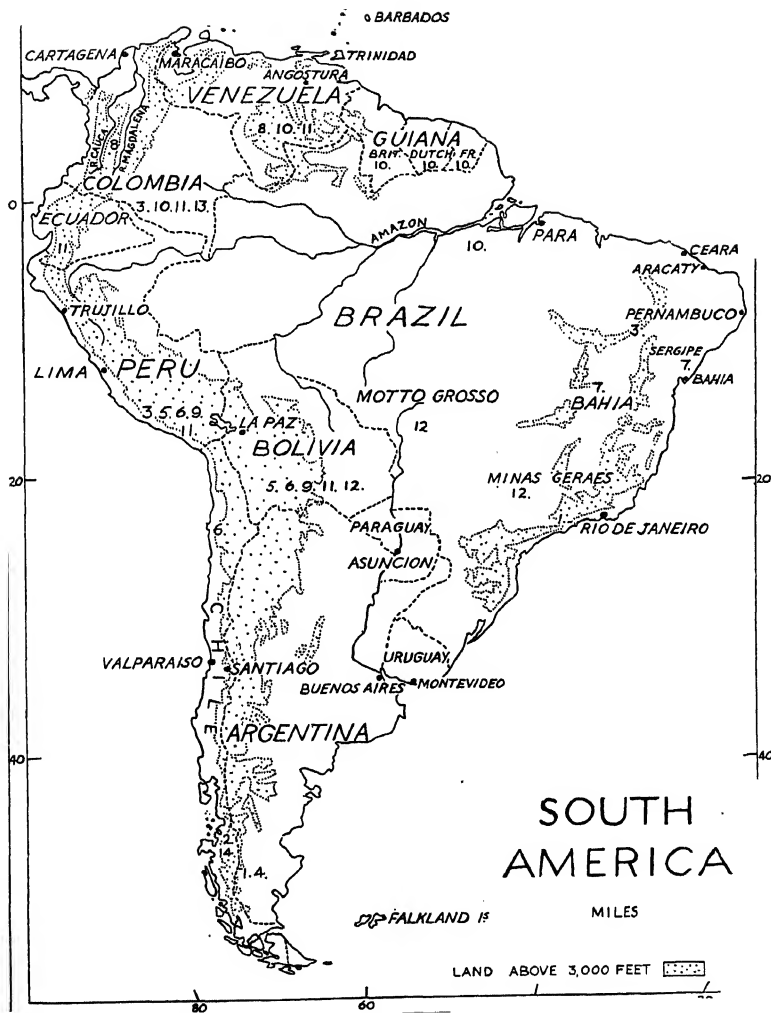 BARBADOS
CARTAGENA
MARACAIBO
TRINIDAD
ANGOSTURA
VENEZUELA
8. 10. 11.
GUIANA
BRIT. DUTCH FR.
10. 10. 10.
R. CAUCA
8
R. MAGDALENA
COLOMBIA
3. 10. 11. 13.
0
ECUADOR
11.
AMAZON
10.
PARA
CEARA
ARACATY
TRUJILLO
BRAZIL
PERNAMBUCO
3.
SERGIPE
7.
LIMA
PERU
BAHIA
7.
BAHIA
MOTTO GROSSO
12
3. 5. 6. 9.
11.
LA PAZ
BOLIVIA
5. 6. 9. 11. 12.
MINAS GERAES
12.
20
20
6
PARAGUAY
ASUNCION
RIO DE JANEIRO
CHILE
VALPARAISO
SANTIAGO
URUGUAY
BUENOS AIRES
MONTEVIDEO
ARGENTINA
40
40
SOUTH
AMERICA
2.
14.
1. 4.
MILES
FALKLAND IS
LAND ABOVE 3,000 FEET
80
60